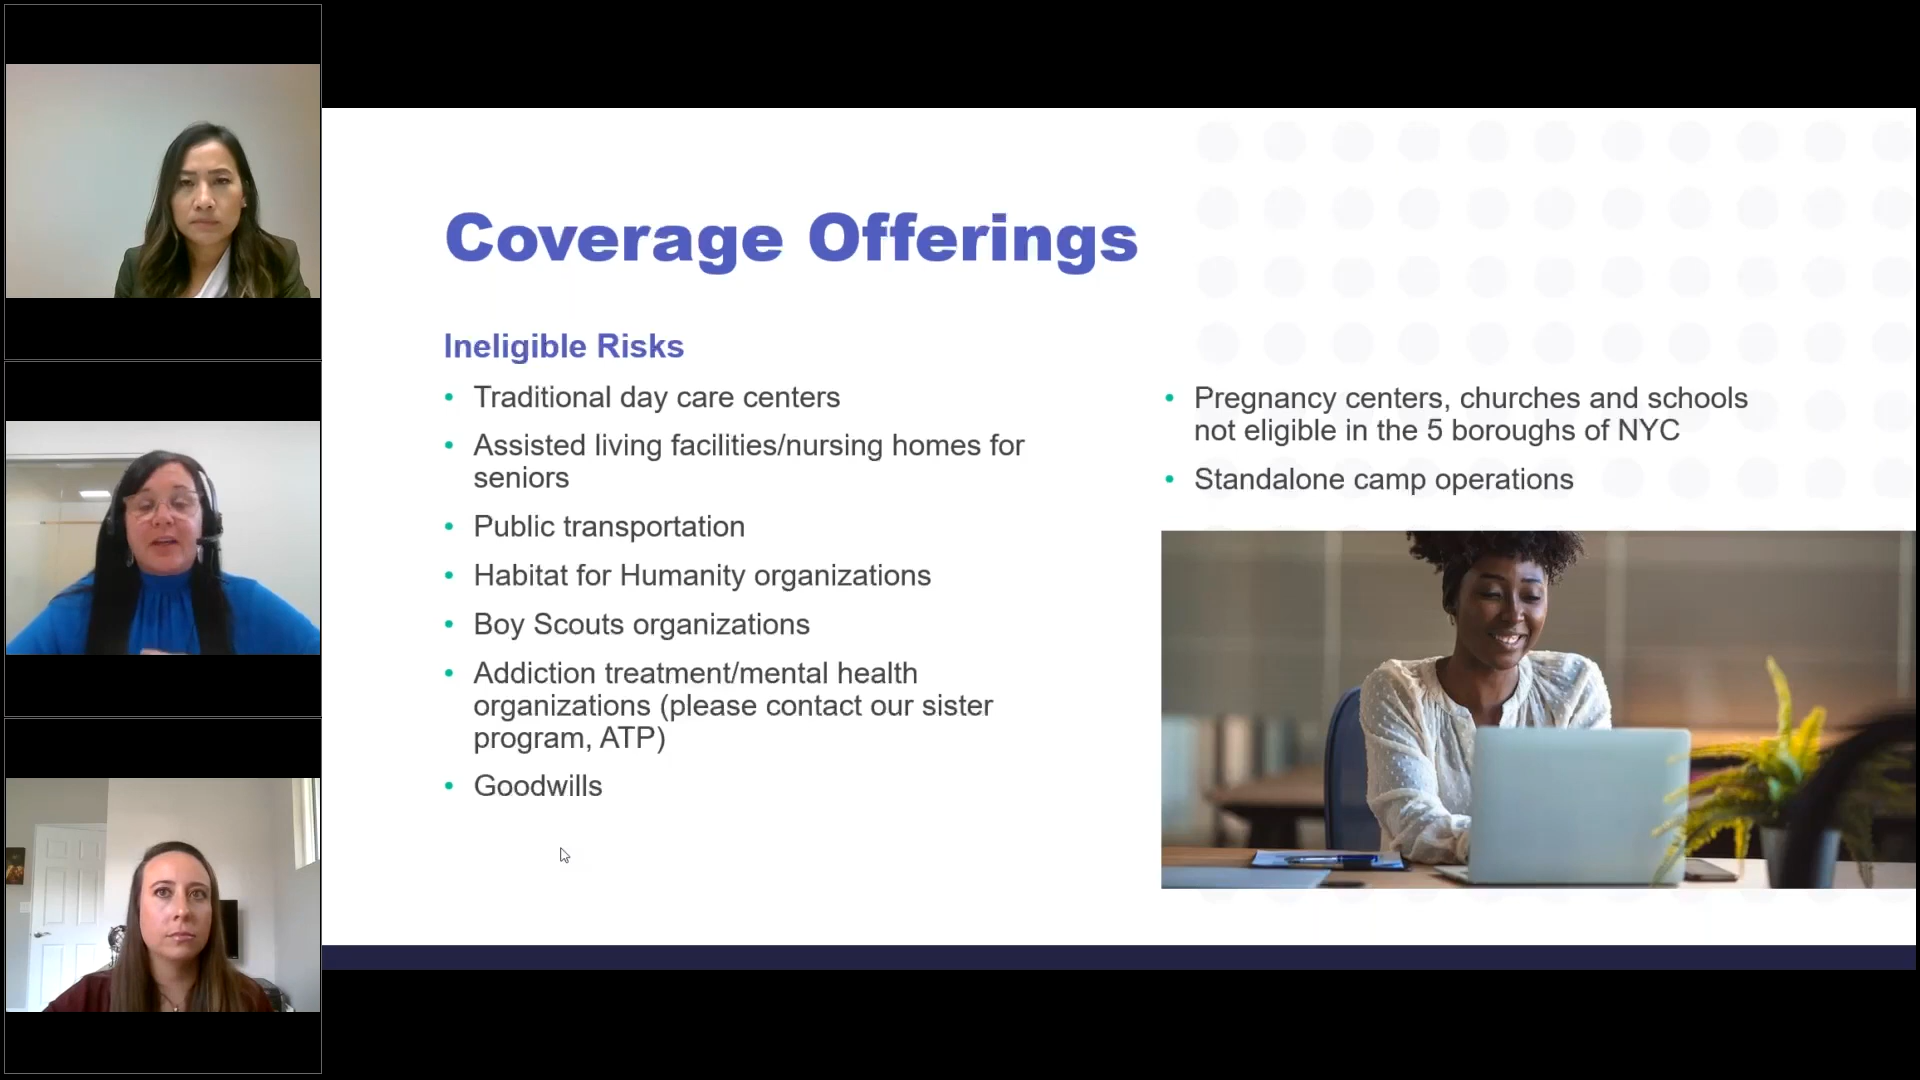 Coverage Offerings
Ineligible Risks
• Traditional day care centers
• Assisted living facilities/nursing homes for
seniors
• Public transportation
• Habitat for Humanity organizations
• Boy Scouts organizations
• Addiction treatment/mental health
organizations (please contact our sister
program, ATP)
• Goodwills
• Pregnancy centers, churches and schools
not eligible in the 5 boroughs of NYC
• Standalone camp operations